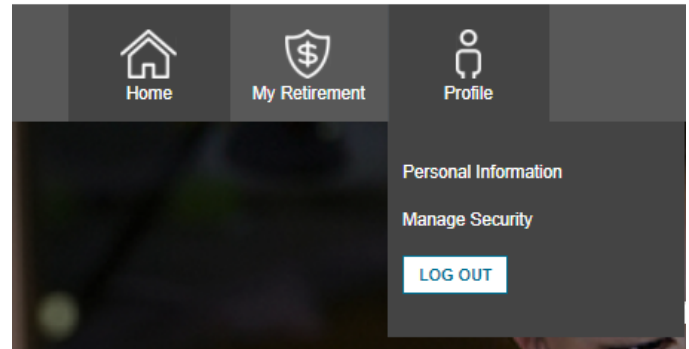 Home
My Retirement
Profile
Personal Information
Manage Security
LOG OUT